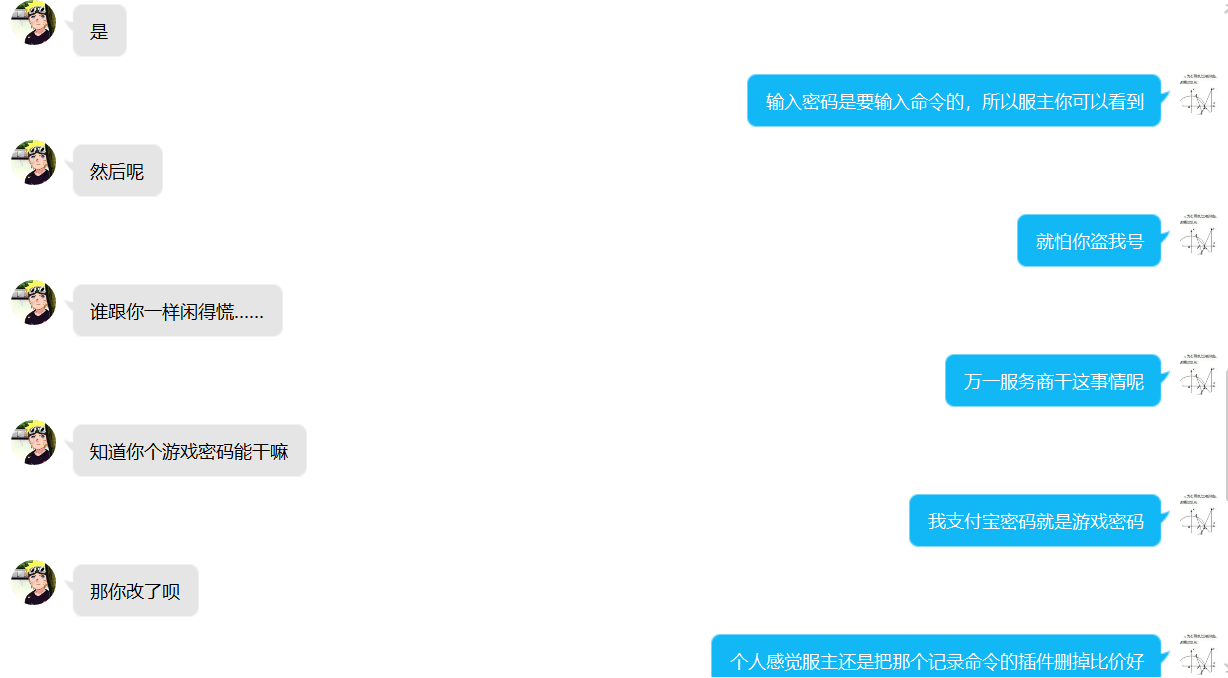 是
输入密码是要输入命令的，所以服主你可以看到
然后呢
就怕你盗我号
谁跟你一样闲得慌......
万一服务商干这事情呢
知道你个游戏密码能干嘛
我支付宝密码就是游戏密码
那你改了呗
个人感觉服主还是把那个记录命令的插件删掉比价好